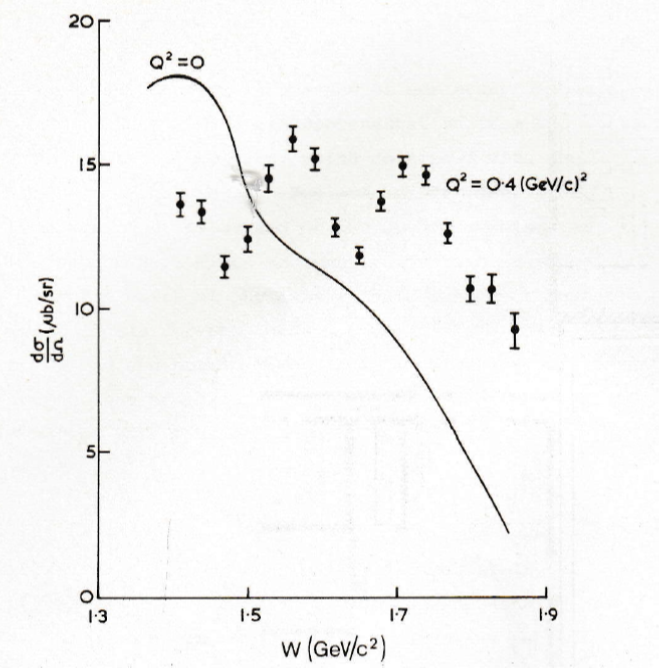 20
Q² = 0
15
Q² = 0·4 (GeV/c)²
dσ/dΩ (μb/sr)
10
5
0
1·3
1·5
1·7
1·9
W (GeV/c²)